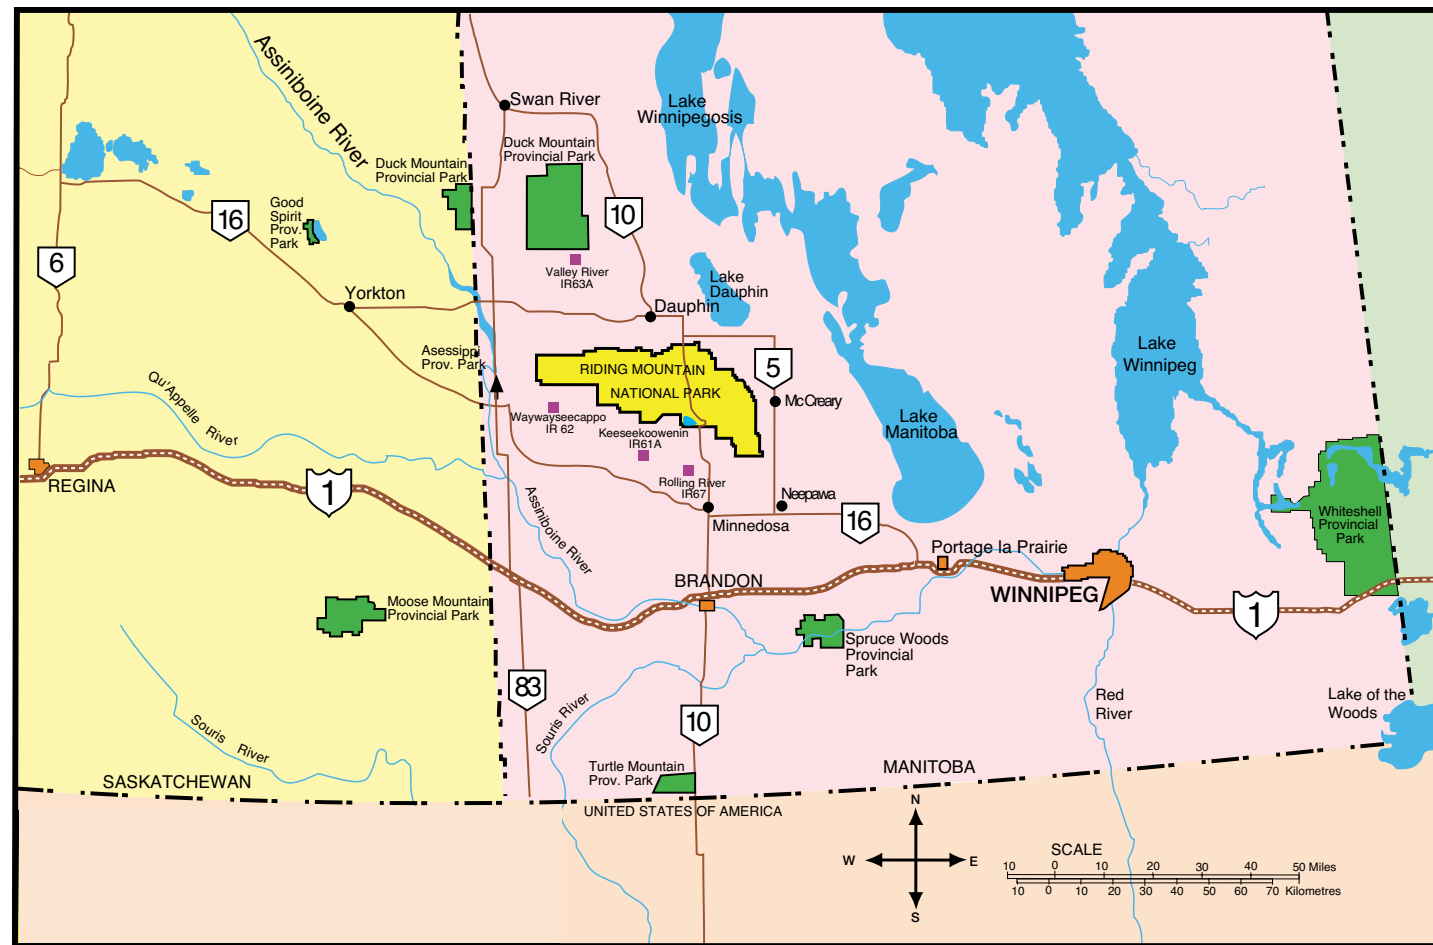 Assiniboine River
Swan River
Lake
Winnipegosis
Duck Mountain
Provincial Park
Duck Mountain
Provincial Park
Good
Spirit
Prov.
Park
16
10
6
Valley River
IR63A
Lake
Dauphin
Yorkton
Dauphin
Asessippi
Prov. Park
RIDING MOUNTAIN
NATIONAL PARK
5
Lake
Winnipeg
Qu'Appelle River
McCreary
Waywayseecappo
IR 62
Keeseekoowenin
IR61A
Lake
Manitoba
REGINA
1
Rolling River
IR67
Assiniboine River
Neepawa
Minnedosa
16
Whiteshell
Provincial
Park
Portage la Prairie
BRANDON
WINNIPEG
1
Moose Mountain
Provincial Park
Spruce Woods
Provincial
Park
83
10
Souris River
Souris River
Red
River
Lake of the
Woods
Turtle Mountain
Prov. Park
SASKATCHEWAN
MANITOBA
UNITED STATES OF AMERICA
N
W
E
S
SCALE
10 0 10 20 30 40 50 Miles
10 0 10 20 30 40 50 60 70 Kilometres